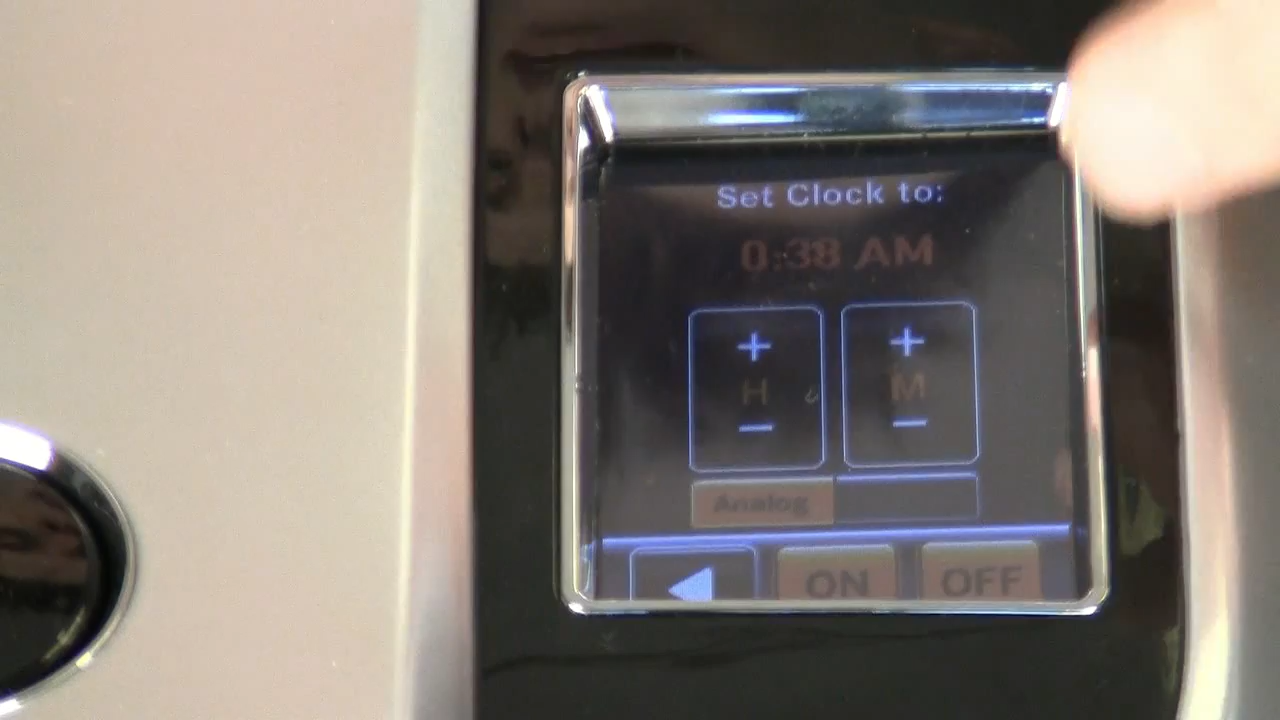 Set Clock to:
0:38 AM
+ +
H M
- -
Analog
ON OFF